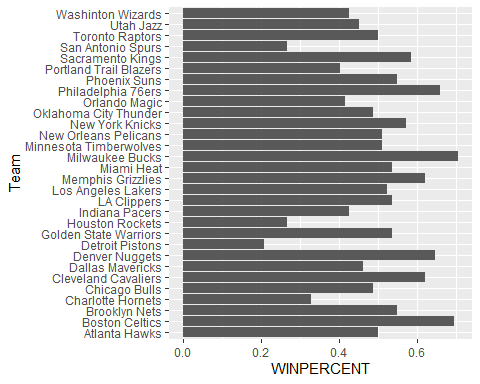 Washinton Wizards
Utah Jazz
Toronto Raptors
San Antonio Spurs
Sacramento Kings
Portland Trail Blazers
Phoenix Suns
Philadelphia 76ers
Orlando Magic
Oklahoma City Thunder
New York Knicks
New Orleans Pelicans
Minnesota Timberwolves
Milwaukee Bucks
Miami Heat
Memphis Grizzlies
Los Angeles Lakers
LA Clippers
Indiana Pacers
Houston Rockets
Golden State Warriors
Detroit Pistons
Denver Nuggets
Dallas Mavericks
Cleveland Cavaliers
Chicago Bulls
Charlotte Hornets
Brooklyn Nets
Boston Celtics
Atlanta Hawks
Team
0.0 0.2 0.4 0.6
WINPERCENT